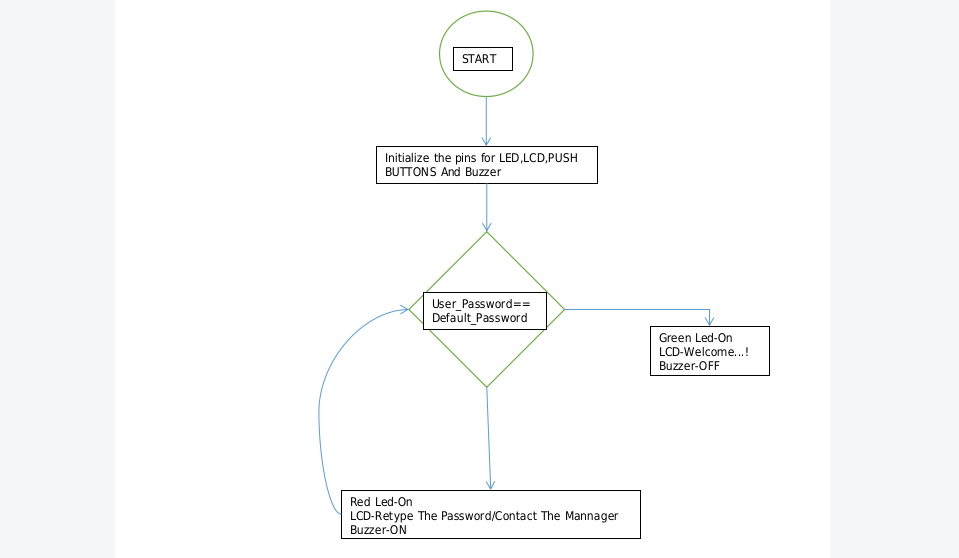 START
Initialize the pins for LED,LCD,PUSH
BUTTONS And Buzzer
User_Password==
Default_Password
Green Led-On
LCD-Welcome...!
Buzzer-OFF
Red Led-On
LCD-Retype The Password/Contact The Mannager
Buzzer-ON